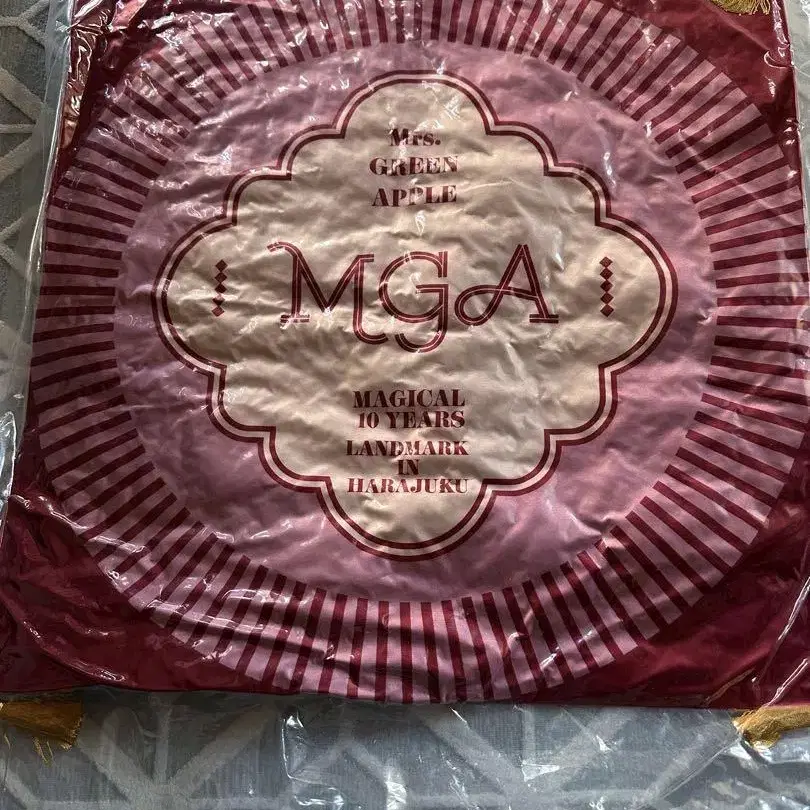 Mrs.
GREEN
APPLE
MGA
MAGICAL
10 YEARS
LANDMARK
IN
HARAJUKU